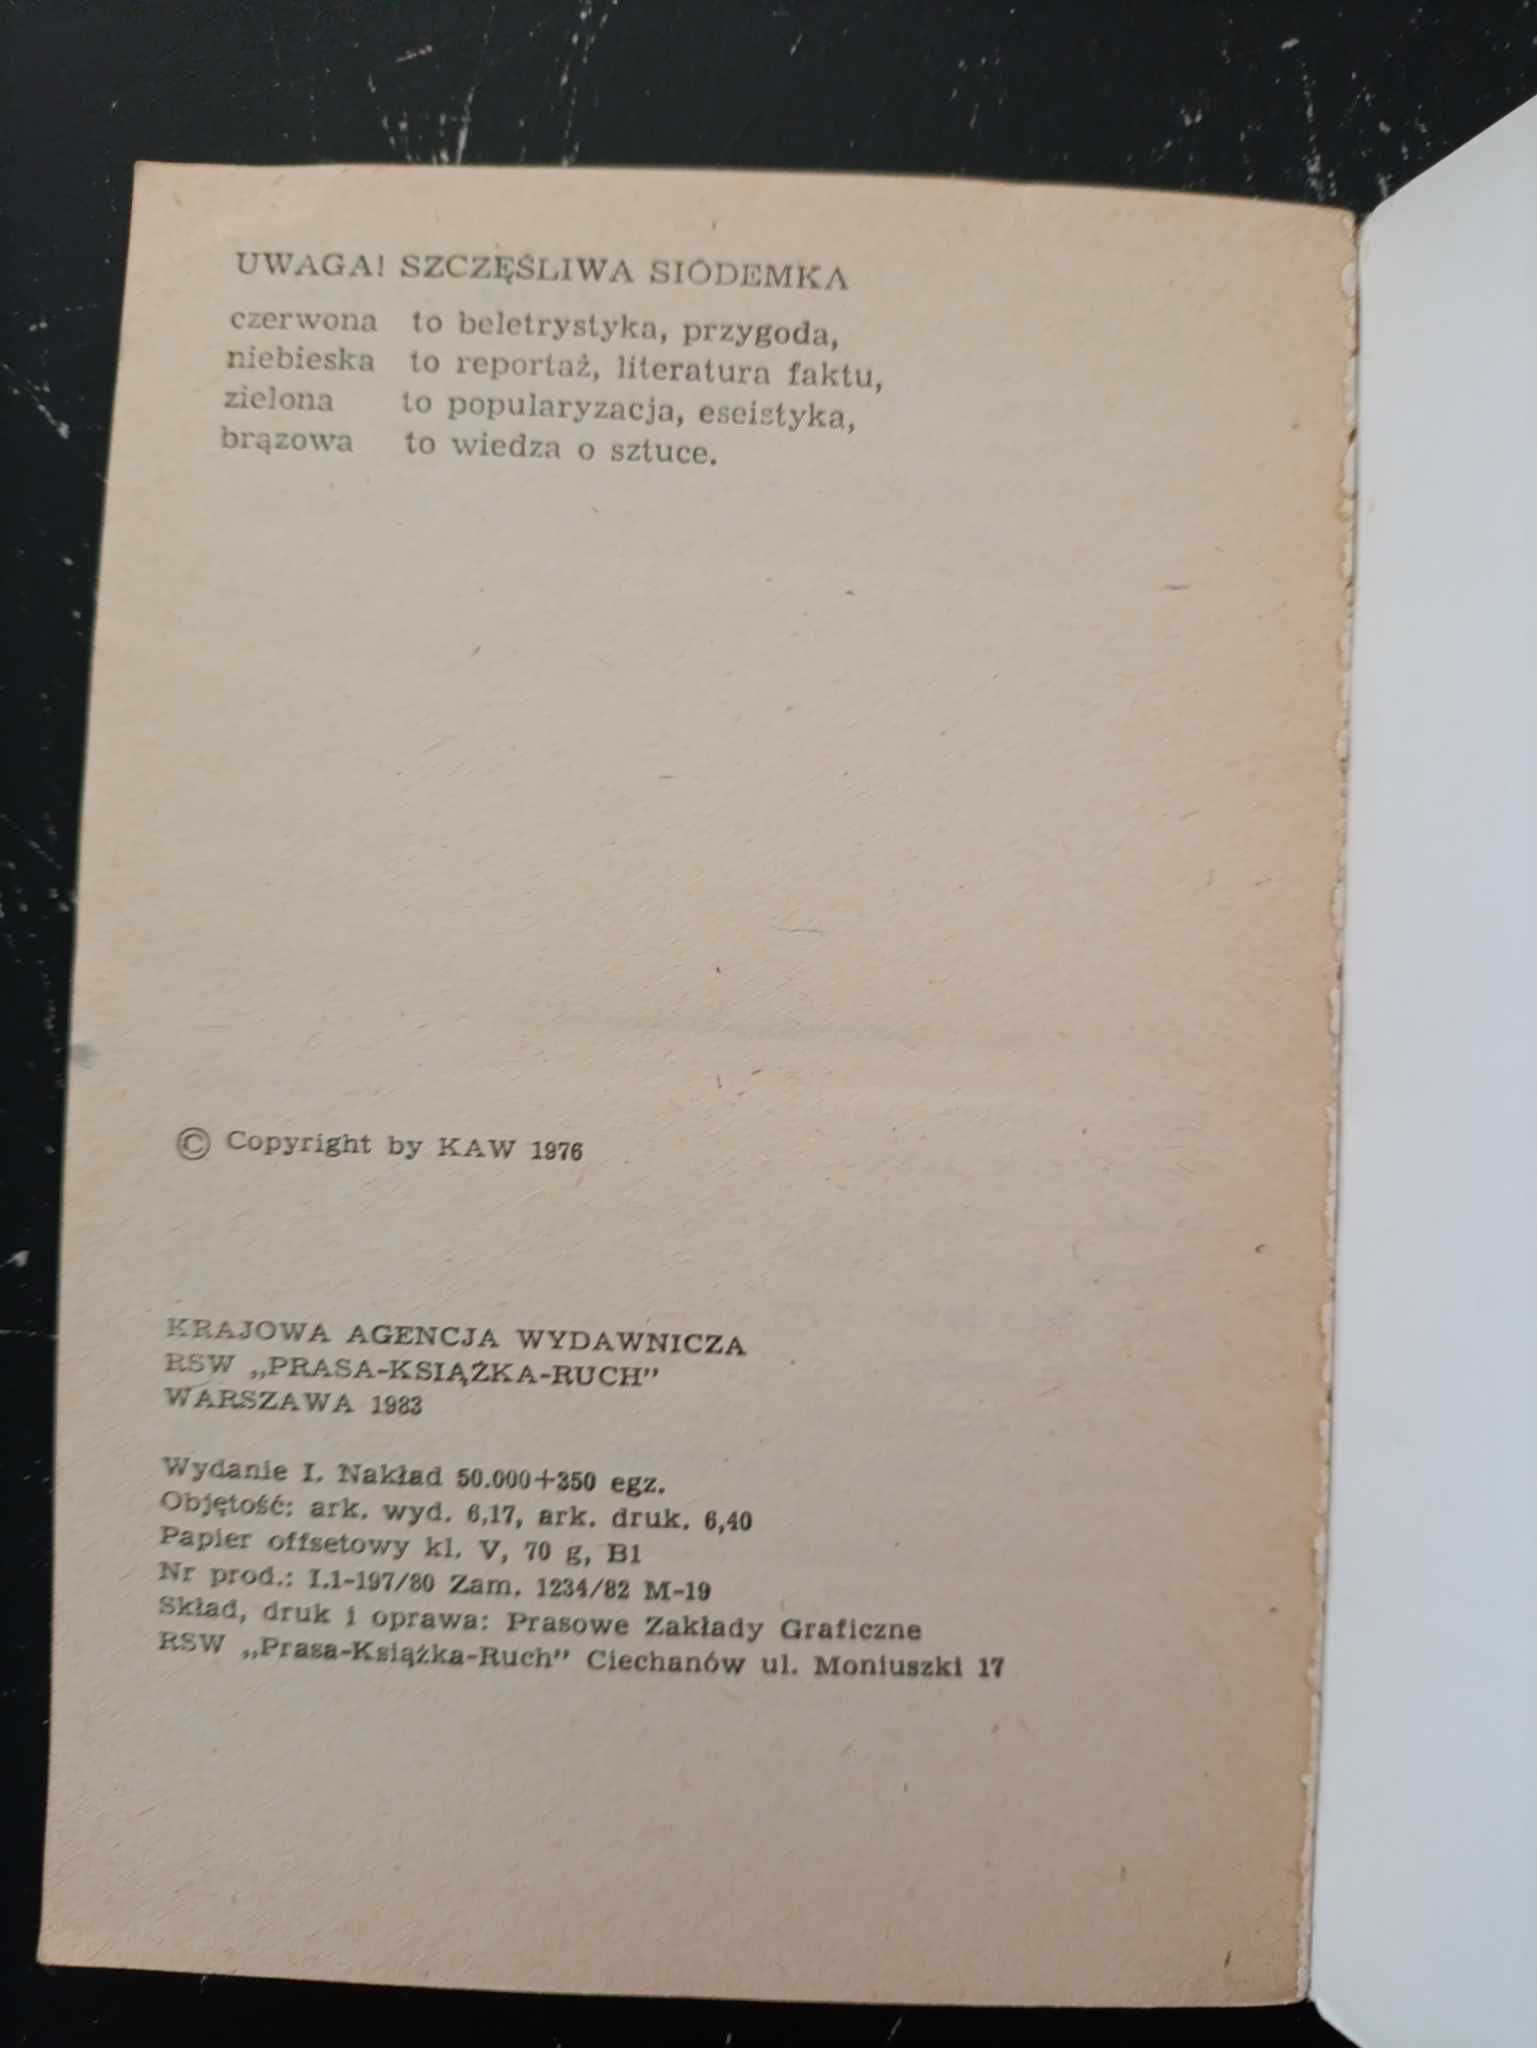 UWAGA! SZCZĘŚLIWA SIÓDEMKA
czerwona to beletrystyka, przygoda,
niebieska to reportaż, literatura faktu,
zielona to popularyzacja, eseistyka,
brązowa to wiedza o sztuce.
© Copyright by KAW 1976
KRAJOWA AGENCJA WYDAWNICZA
RSW „PRASA-KSIĄŻKA-RUCH”
WARSZAWA 1983
Wydanie I. Nakład 50.000+350 egz.
Objętość: ark. wyd. 6,17, ark. druk. 6,40
Papier offsetowy kl. V, 70 g, B1
Nr prod.: I.1-197/80 Zam. 1234/82 M-19
Skład, druk i oprawa: Prasowe Zakłady Graficzne
RSW „Prasa-Książka-Ruch” Ciechanów ul. Moniuszki 17